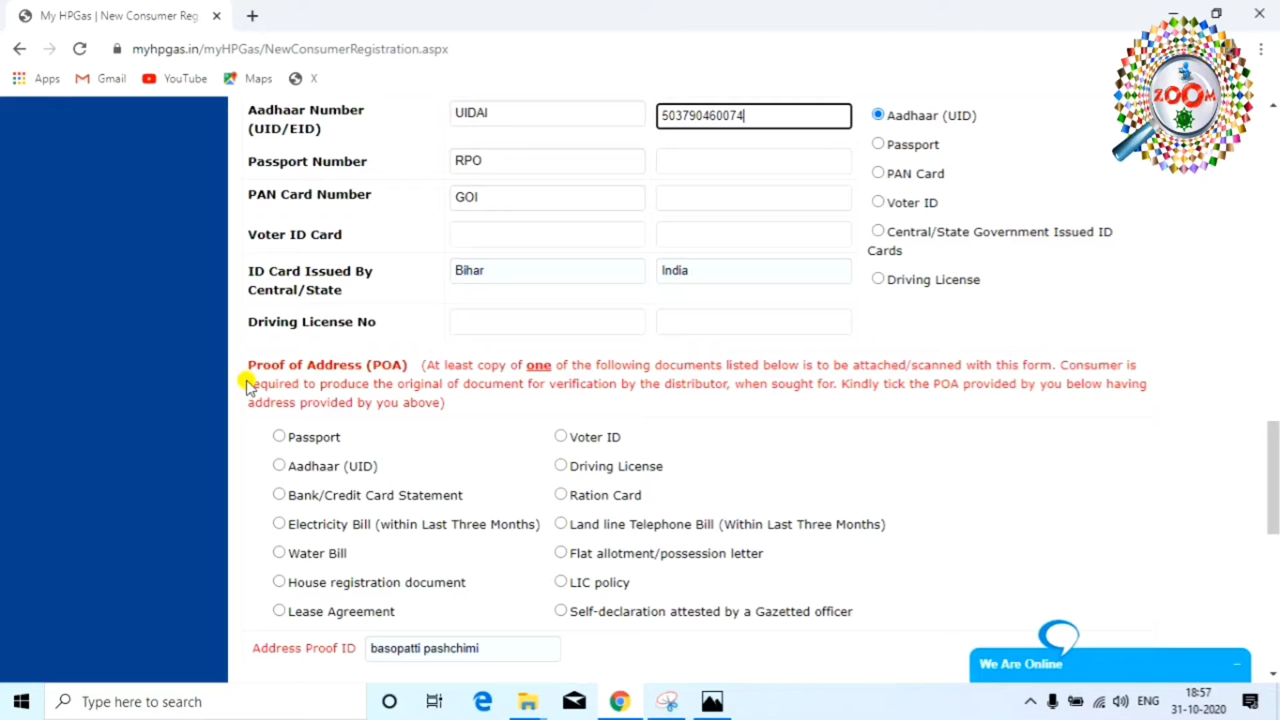 My HPGas | New Consumer Reg
myhpgas.in/myHPGas/NewConsumerRegistration.aspx
Apps Gmail YouTube Maps X
ZOOM
Aadhaar Number (UID/EID) UIDAI 503790460074 Aadhaar (UID)
Passport
Passport Number RPO
PAN Card
PAN Card Number GOI
Voter ID
Voter ID Card
Central/State Government Issued ID Cards
ID Card Issued By Central/State Bihar India
Driving License
Driving License No
Proof of Address (POA) (At least copy of one of the following documents listed below is to be attached/scanned with this form. Consumer is
required to produce the original of document for verification by the distributor, when sought for. Kindly tick the POA provided by you below having
address provided by you above)
Passport Voter ID
Aadhaar (UID) Driving License
Bank/Credit Card Statement Ration Card
Electricity Bill (within Last Three Months) Land line Telephone Bill (Within Last Three Months)
Water Bill Flat allotment/possession letter
House registration document LIC policy
Lease Agreement Self-declaration attested by a Gazetted officer
Address Proof ID basopatti pashchimi
We Are Online
Type here to search
ENG
18:57
31-10-2020